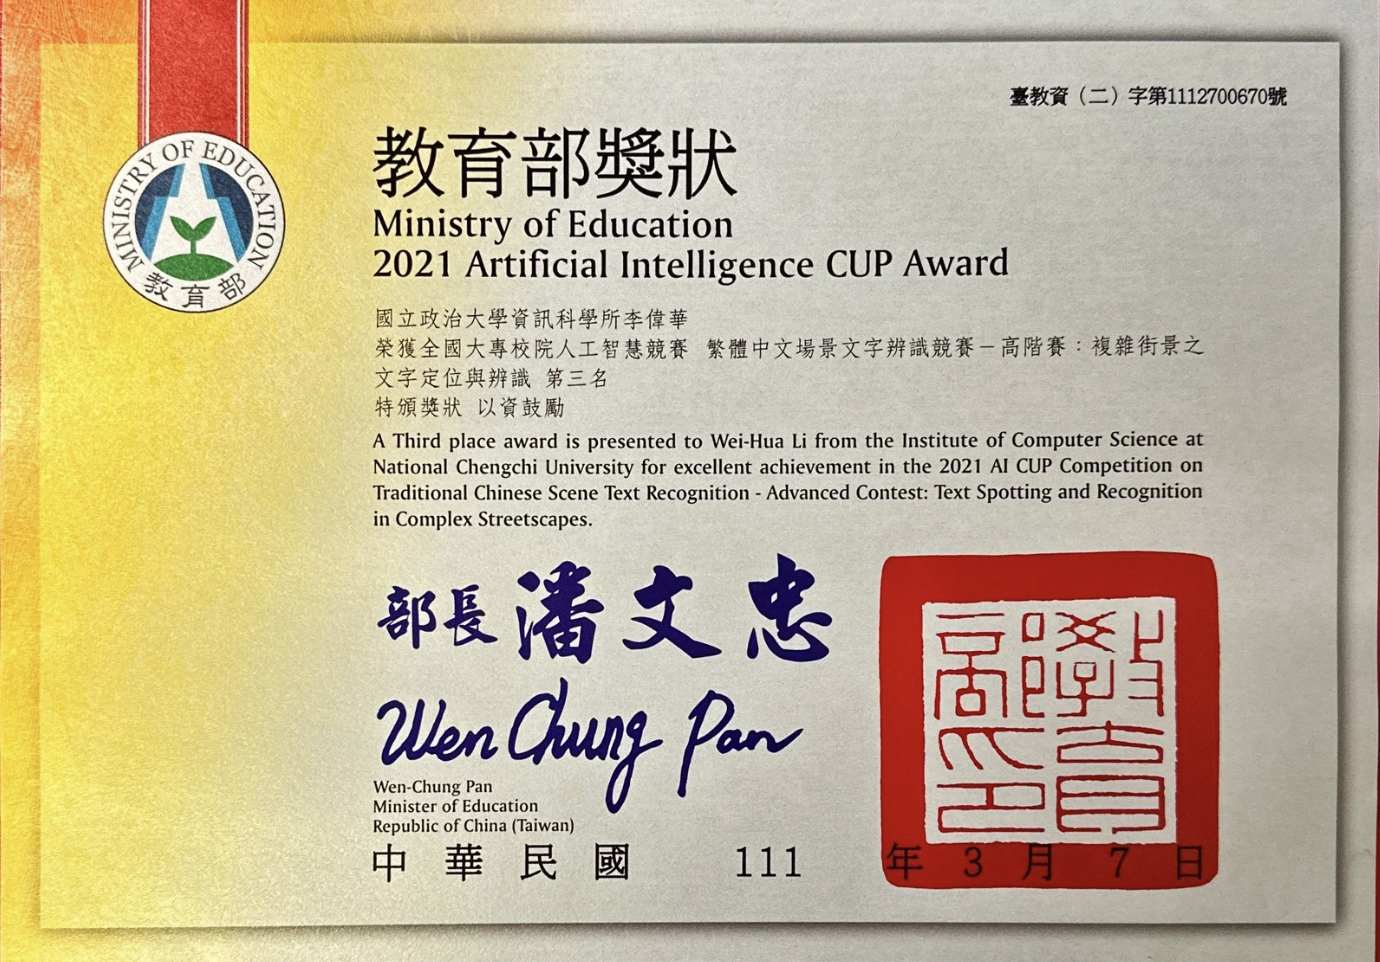 臺教資（二）字第1112700670號
MINISTRY OF EDUCATION
教育部
教育部獎狀
Ministry of Education
2021 Artificial Intelligence CUP Award
國立政治大學資訊科學所李偉華
榮獲全國大專校院人工智慧競賽 繁體中文場景文字辨識競賽－高階賽：複雜街景之
文字定位與辨識 第三名
特頒獎狀 以資鼓勵
A Third place award is presented to Wei-Hua Li from the Institute of Computer Science at
National Chengchi University for excellent achievement in the 2021 AI CUP Competition on
Traditional Chinese Scene Text Recognition - Advanced Contest: Text Spotting and Recognition
in Complex Streetscapes.
部長 潘文忠
Wen Chung Pan
教育部印
Wen-Chung Pan
Minister of Education
Republic of China (Taiwan)
中華民國 111 年 3 月 7 日